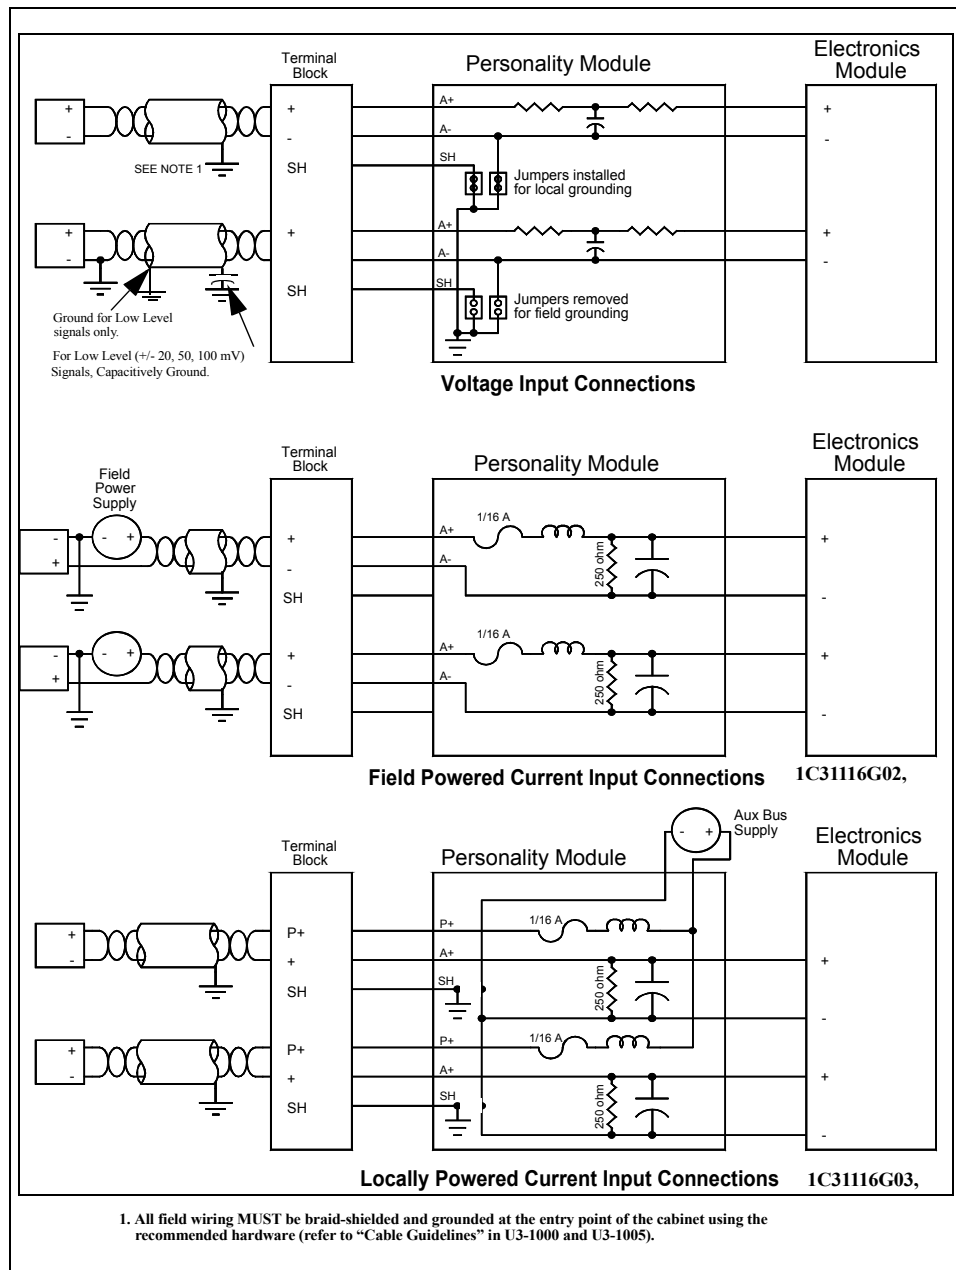 Terminal
Block
Personality Module
Electronics
Module
+
-
+
-
SH
A+
A-
SH
+
-
SEE NOTE 1
Jumpers installed
for local grounding
+
-
+
SH
A+
A-
SH
+
-
Jumpers removed
for field grounding
Ground for Low Level
signals only.
For Low Level (+/- 20, 50, 100 mV)
Signals, Capacitively Ground.
Voltage Input Connections
Terminal
Block
Personality Module
Electronics
Module
Field
Power
Supply
-
+
- +
+
-
SH
A+
A-
1/16 A
250 ohm
+
-
-
+
- +
+
-
SH
A+
A-
1/16 A
250 ohm
+
-
Field Powered Current Input Connections
1C31116G02,
Aux Bus
Supply
- +
Terminal
Block
Personality Module
Electronics
Module
+
-
P+
+
SH
P+
A+
SH
1/16 A
250 ohm
+
-
+
-
P+
+
SH
P+
A+
SH
1/16 A
250 ohm
+
-
Locally Powered Current Input Connections
1C31116G03,
1. All field wiring MUST be braid-shielded and grounded at the entry point of the cabinet using the
recommended hardware (refer to “Cable Guidelines” in U3-1000 and U3-1005).